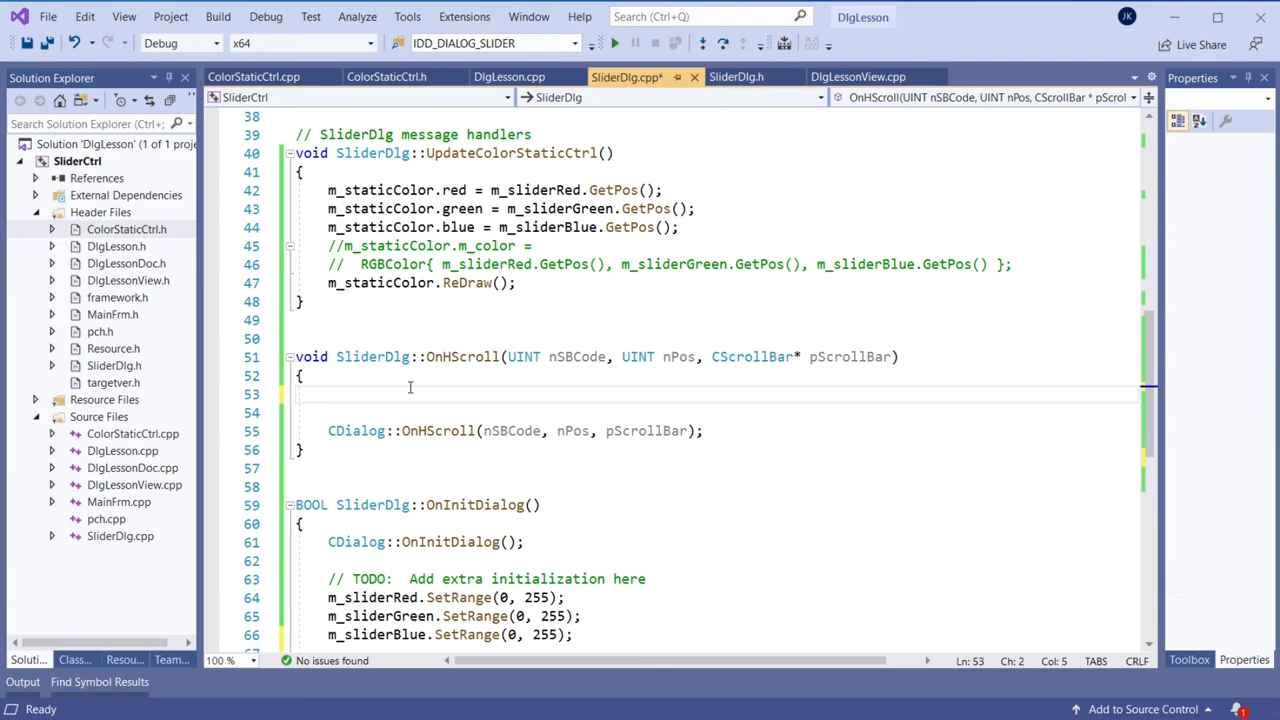 File Edit View Project Build Debug Test Analyze Tools Extensions Window Help Search (Ctrl+Q) DlgLesson JK
Debug x64 IDD_DIALOG_SLIDER Live Share
Solution Explorer ColorStaticCtrl.cpp ColorStaticCtrl.h DlgLesson.cpp SliderDlg.cpp* SliderDlg.h DlgLessonView.cpp Properties
SliderCtrl SliderDlg OnHScroll(UINT nSBCode, UINT nPos, CScrollBar * pScrol
Search Solution Explorer (Ctrl+;)
Solution 'DlgLesson' (1 of 1 proje
SliderCtrl
References
External Dependencies
Header Files
ColorStaticCtrl.h
DlgLesson.h
DlgLessonDoc.h
DlgLessonView.h
framework.h
MainFrm.h
pch.h
Resource.h
SliderDlg.h
targetver.h
Resource Files
Source Files
ColorStaticCtrl.cpp
DlgLesson.cpp
DlgLessonDoc.cpp
DlgLessonView.cpp
MainFrm.cpp
pch.cpp
SliderDlg.cpp
38
39 // SliderDlg message handlers
40 void SliderDlg::UpdateColorStaticCtrl()
41 {
42 m_staticColor.red = m_sliderRed.GetPos();
43 m_staticColor.green = m_sliderGreen.GetPos();
44 m_staticColor.blue = m_sliderBlue.GetPos();
45 //m_staticColor.m_color =
46 // RGBColor{ m_sliderRed.GetPos(), m_sliderGreen.GetPos(), m_sliderBlue.GetPos() };
47 m_staticColor.ReDraw();
48 }
49
50
51 void SliderDlg::OnHScroll(UINT nSBCode, UINT nPos, CScrollBar* pScrollBar)
52 {
53
54
55 CDialog::OnHScroll(nSBCode, nPos, pScrollBar);
56 }
57
58
59 BOOL SliderDlg::OnInitDialog()
60 {
61 CDialog::OnInitDialog();
62
63 // TODO: Add extra initialization here
64 m_sliderRed.SetRange(0, 255);
65 m_sliderGreen.SetRange(0, 255);
66 m_sliderBlue.SetRange(0, 255);
Soluti... Class... Resou... Team... 100 % No issues found Ln: 53 Ch: 2 Col: 5 TABS CRLF Toolbox Properties
Output Find Symbol Results
Ready Add to Source Control 1